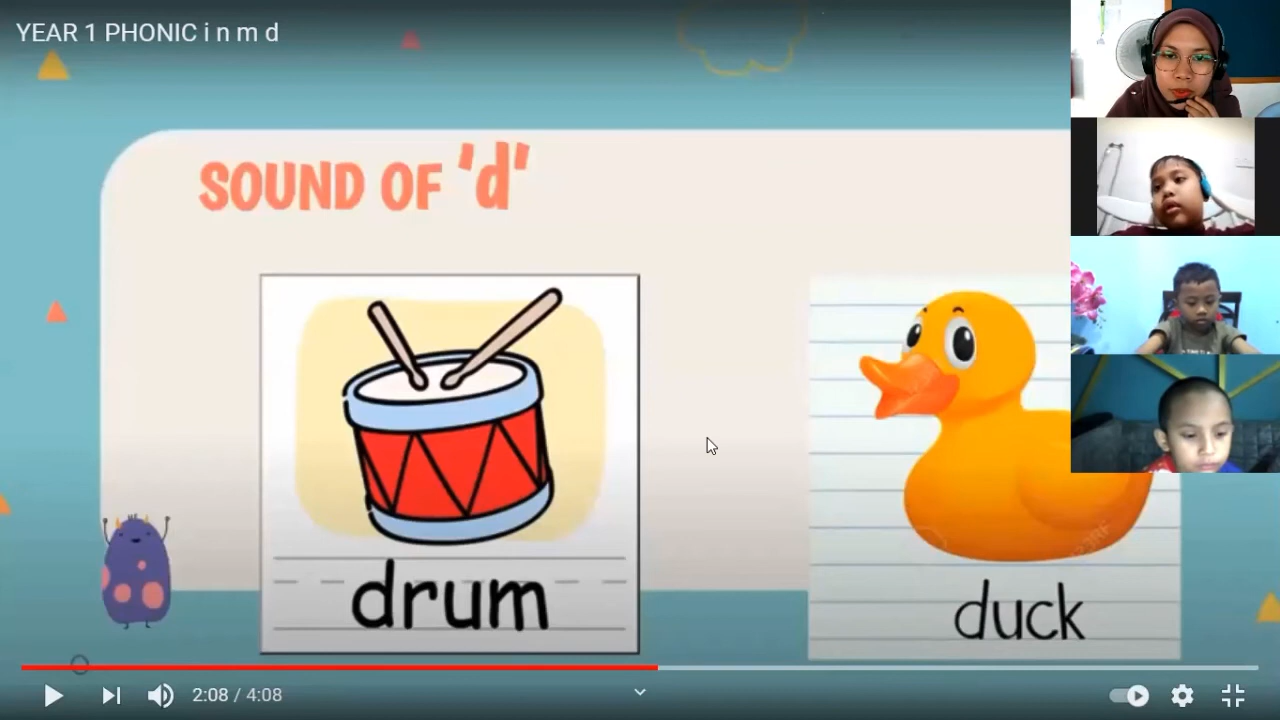 YEAR 1 PHONIC i n m d
SOUND OF 'd'
drum
duck
2:08 / 4:08